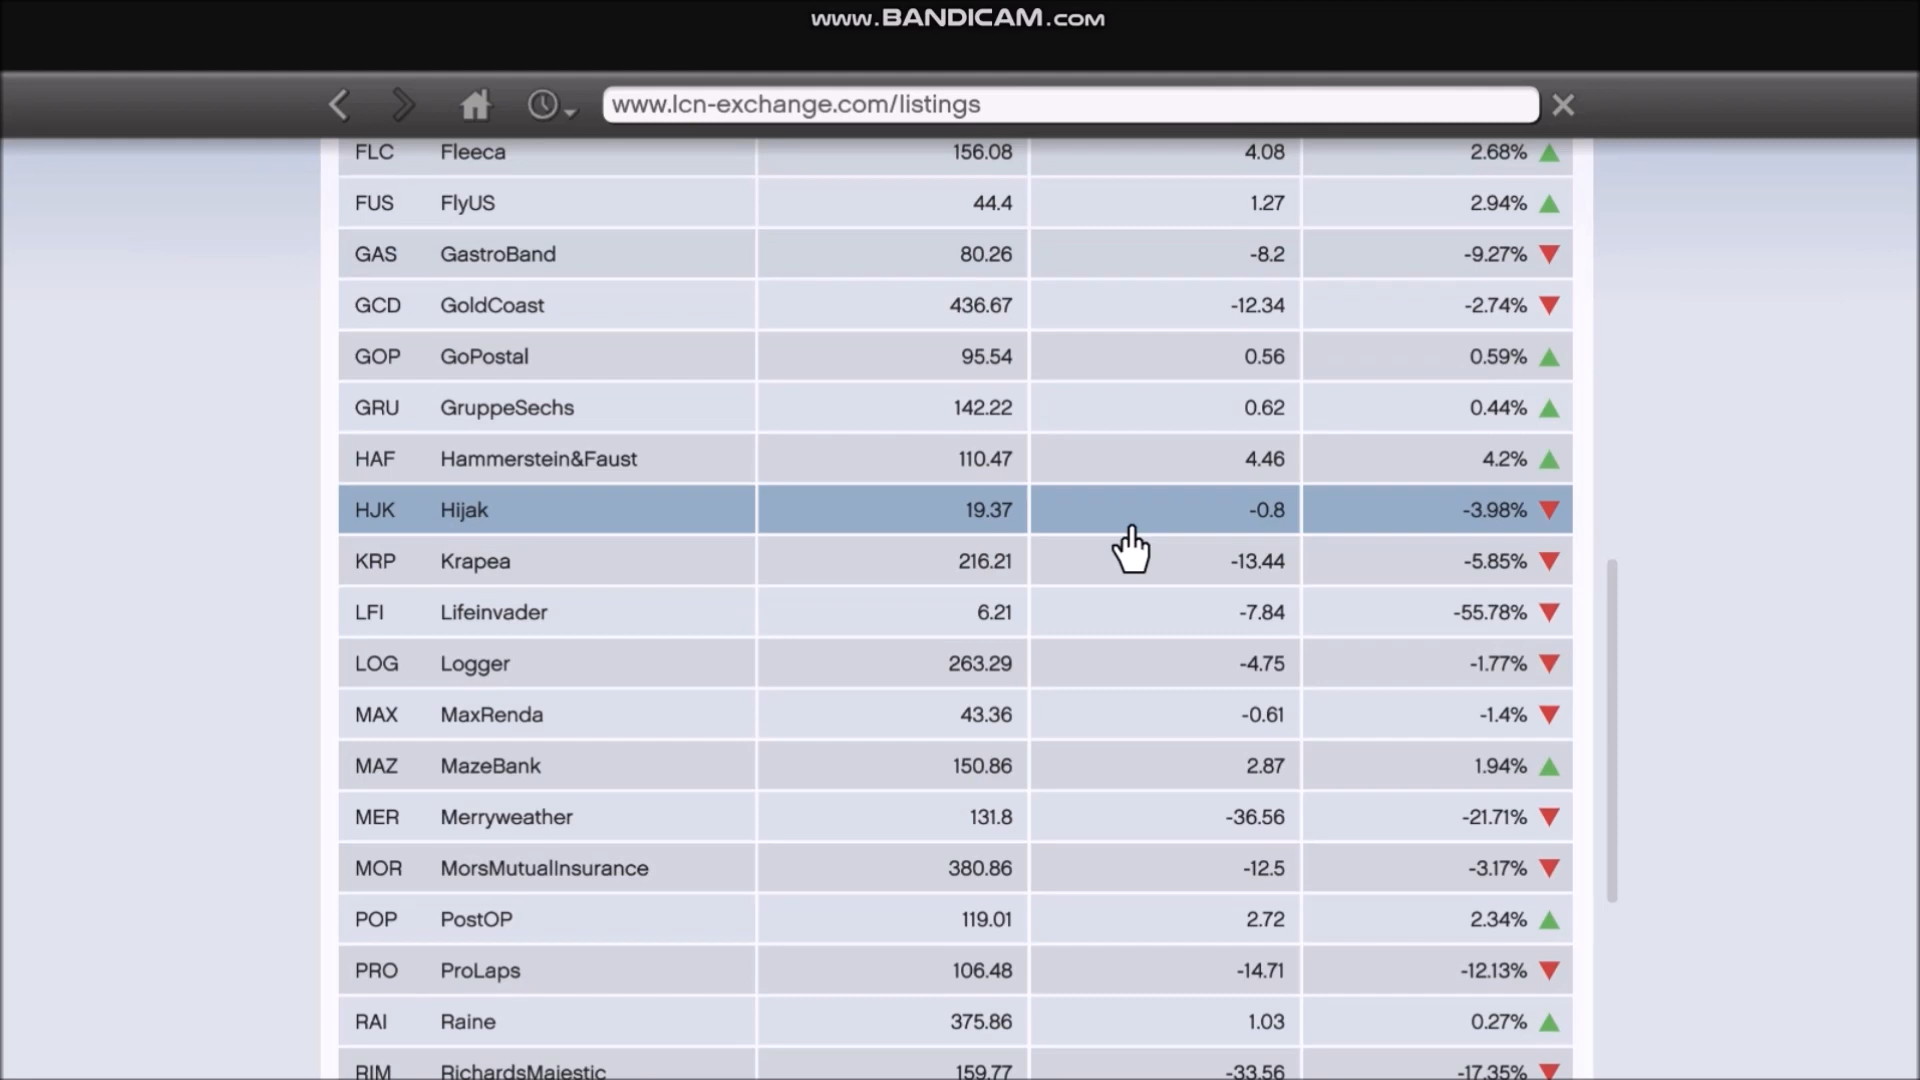 www.BANDICAM.com
www.lcn-exchange.com/listings
FLC Fleeca 156.08 4.08 2.68%
FUS FlyUS 44.4 1.27 2.94%
GAS GastroBand 80.26 -8.2 -9.27%
GCD GoldCoast 436.67 -12.34 -2.74%
GOP GoPostal 95.54 0.56 0.59%
GRU GruppeSechs 142.22 0.62 0.44%
HAF Hammerstein&Faust 110.47 4.46 4.2%
HJK Hijak 19.37 -0.8 -3.98%
KRP Krapea 216.21 -13.44 -5.85%
LFI Lifeinvader 6.21 -7.84 -55.78%
LOG Logger 263.29 -4.75 -1.77%
MAX MaxRenda 43.36 -0.61 -1.4%
MAZ MazeBank 150.86 2.87 1.94%
MER Merryweather 131.8 -36.56 -21.71%
MOR MorsMutualInsurance 380.86 -12.5 -3.17%
POP PostOP 119.01 2.72 2.34%
PRO ProLaps 106.48 -14.71 -12.13%
RAI Raine 375.86 1.03 0.27%
RIM RichardsMajestic 159.77 -33.56 -17.35%